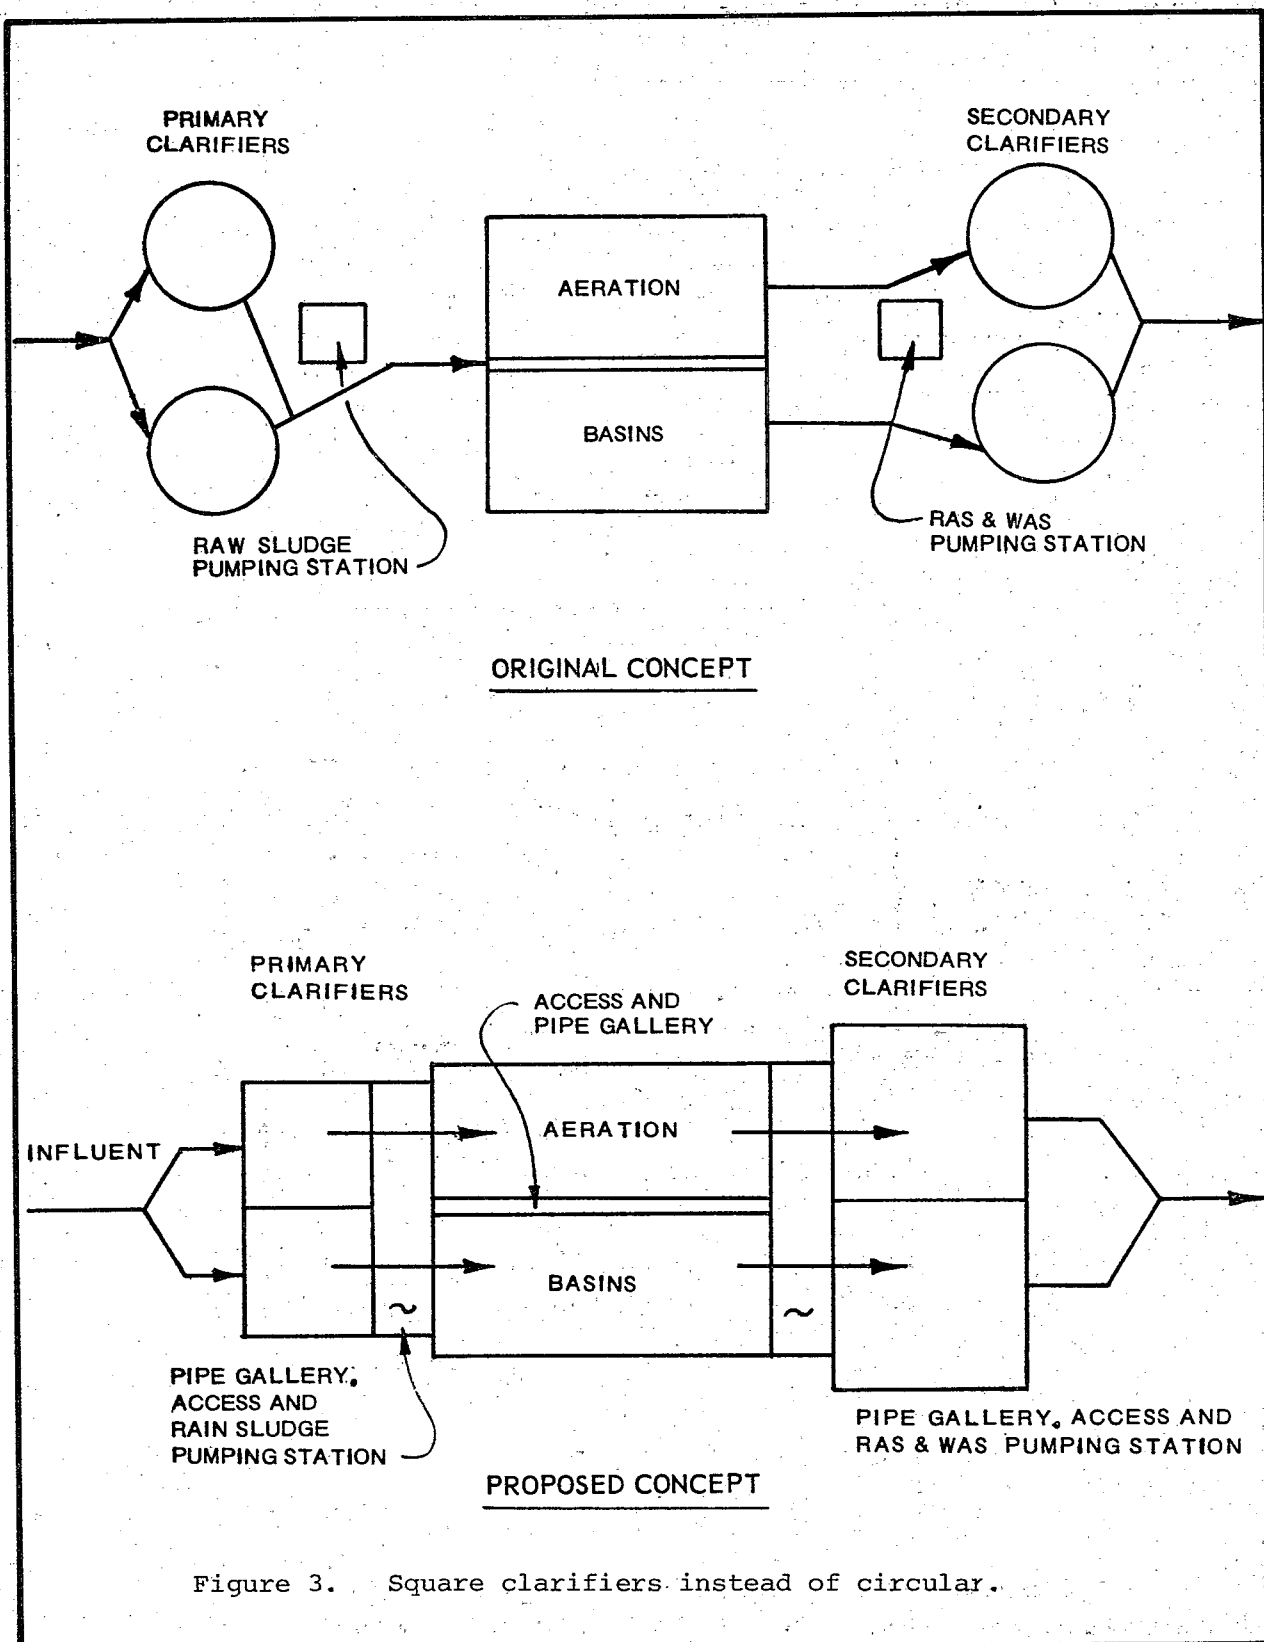 PRIMARY
CLARIFIERS
SECONDARY
CLARIFIERS
AERATION
BASINS
RAW SLUDGE
PUMPING STATION
RAS & WAS
PUMPING STATION
ORIGINAL CONCEPT
PRIMARY
CLARIFIERS
ACCESS AND
PIPE GALLERY
SECONDARY
CLARIFIERS
INFLUENT
AERATION
BASINS
~
~
PIPE GALLERY,
ACCESS AND
RAIN SLUDGE
PUMPING STATION
PIPE GALLERY, ACCESS AND
RAS & WAS PUMPING STATION
PROPOSED CONCEPT
Figure 3. Square clarifiers instead of circular.